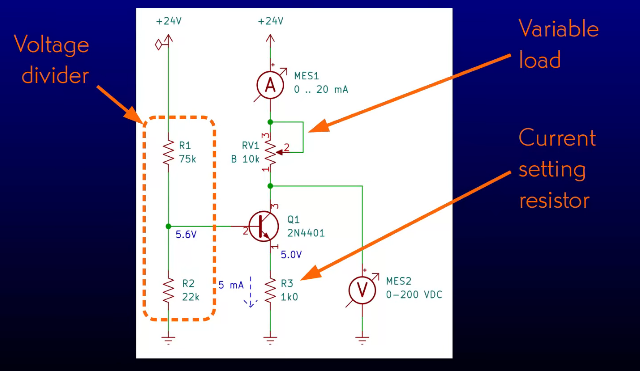 Voltage
divider
+24V
+24V
Variable
load
MES1
0 .. 20 mA
A
Current
setting
resistor
R1
75k
RV1
B 10k
3
2
1
Q1
2N4401
3
2
1
5.6V
5.0V
R2
22k
5 mA
R3
1k0
MES2
0-200 VDC
V
+
+